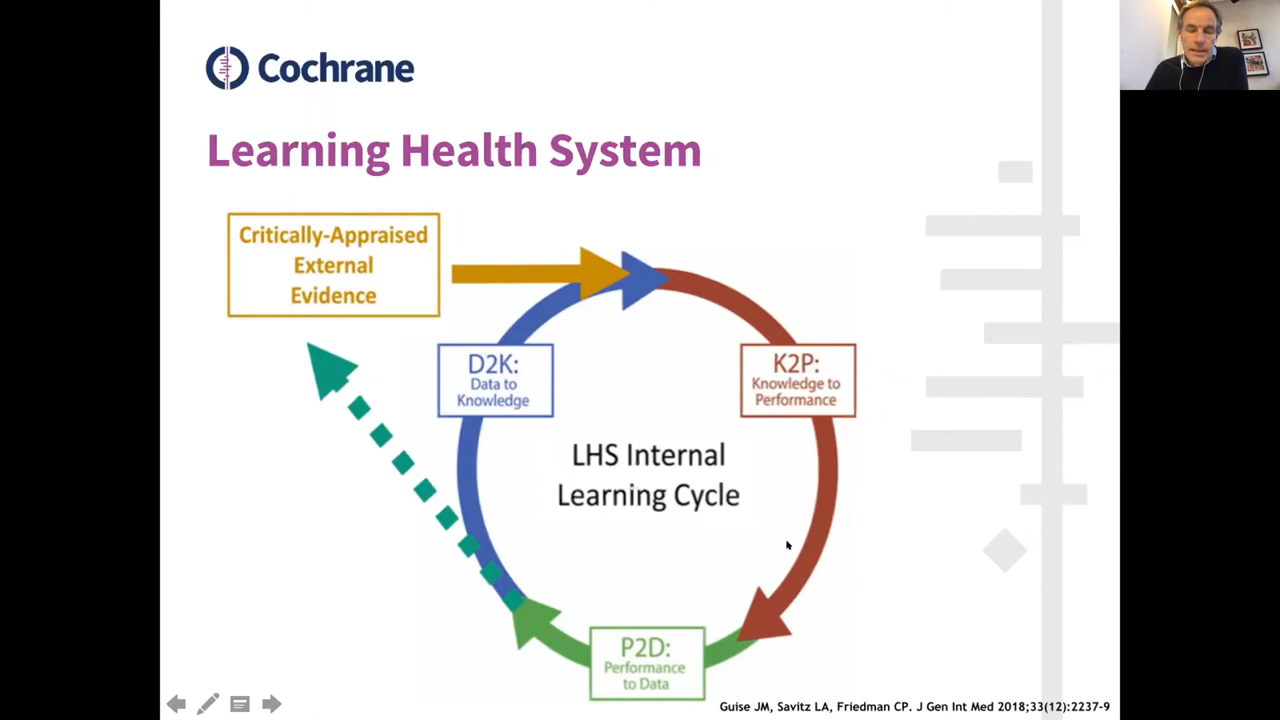 Cochrane
Learning Health System
Critically-Appraised
External
Evidence
D2K:
Data to
Knowledge
K2P:
Knowledge to
Performance
LHS Internal
Learning Cycle
P2D:
Performance
to Data
Guise JM, Savitz LA, Friedman CP. J Gen Int Med 2018;33(12):2237-9